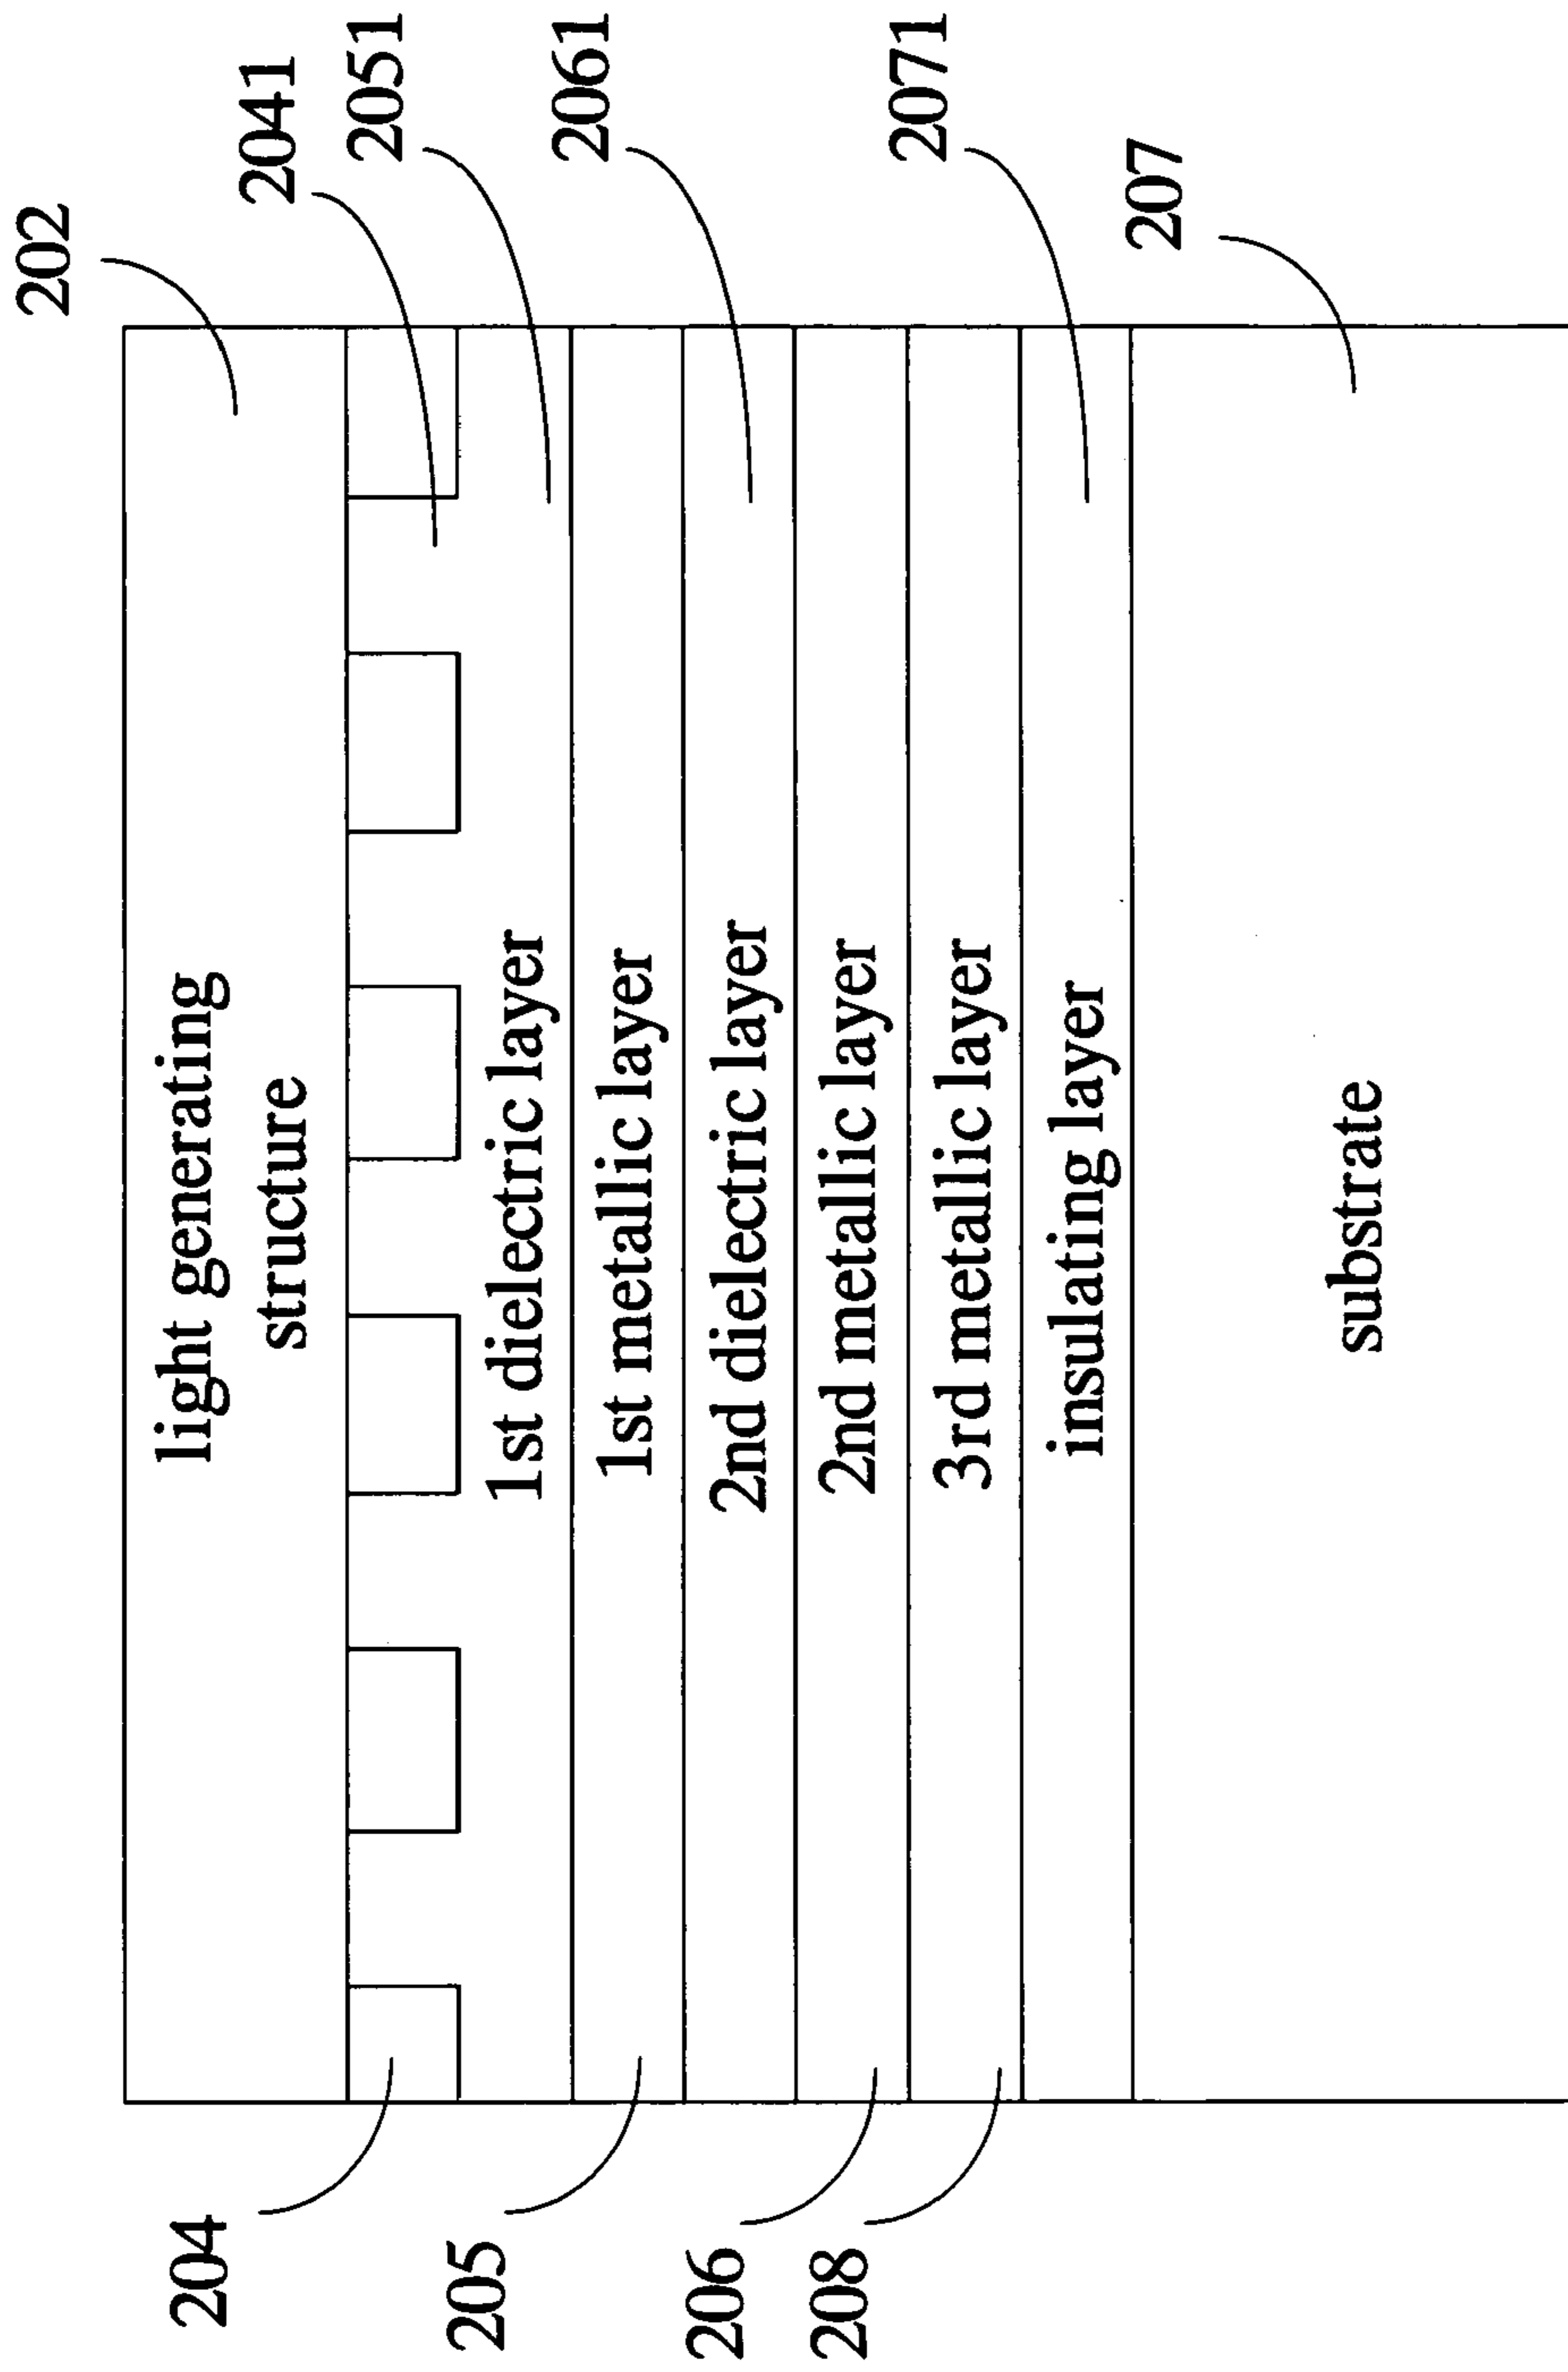 202
2041
2051
2061
2071
207
light generating
structure
1st dielectric layer
1st metallic layer
2nd dielectric layer
2nd metallic layer
3rd metallic layer
insulating layer
substrate
204
205
206
208